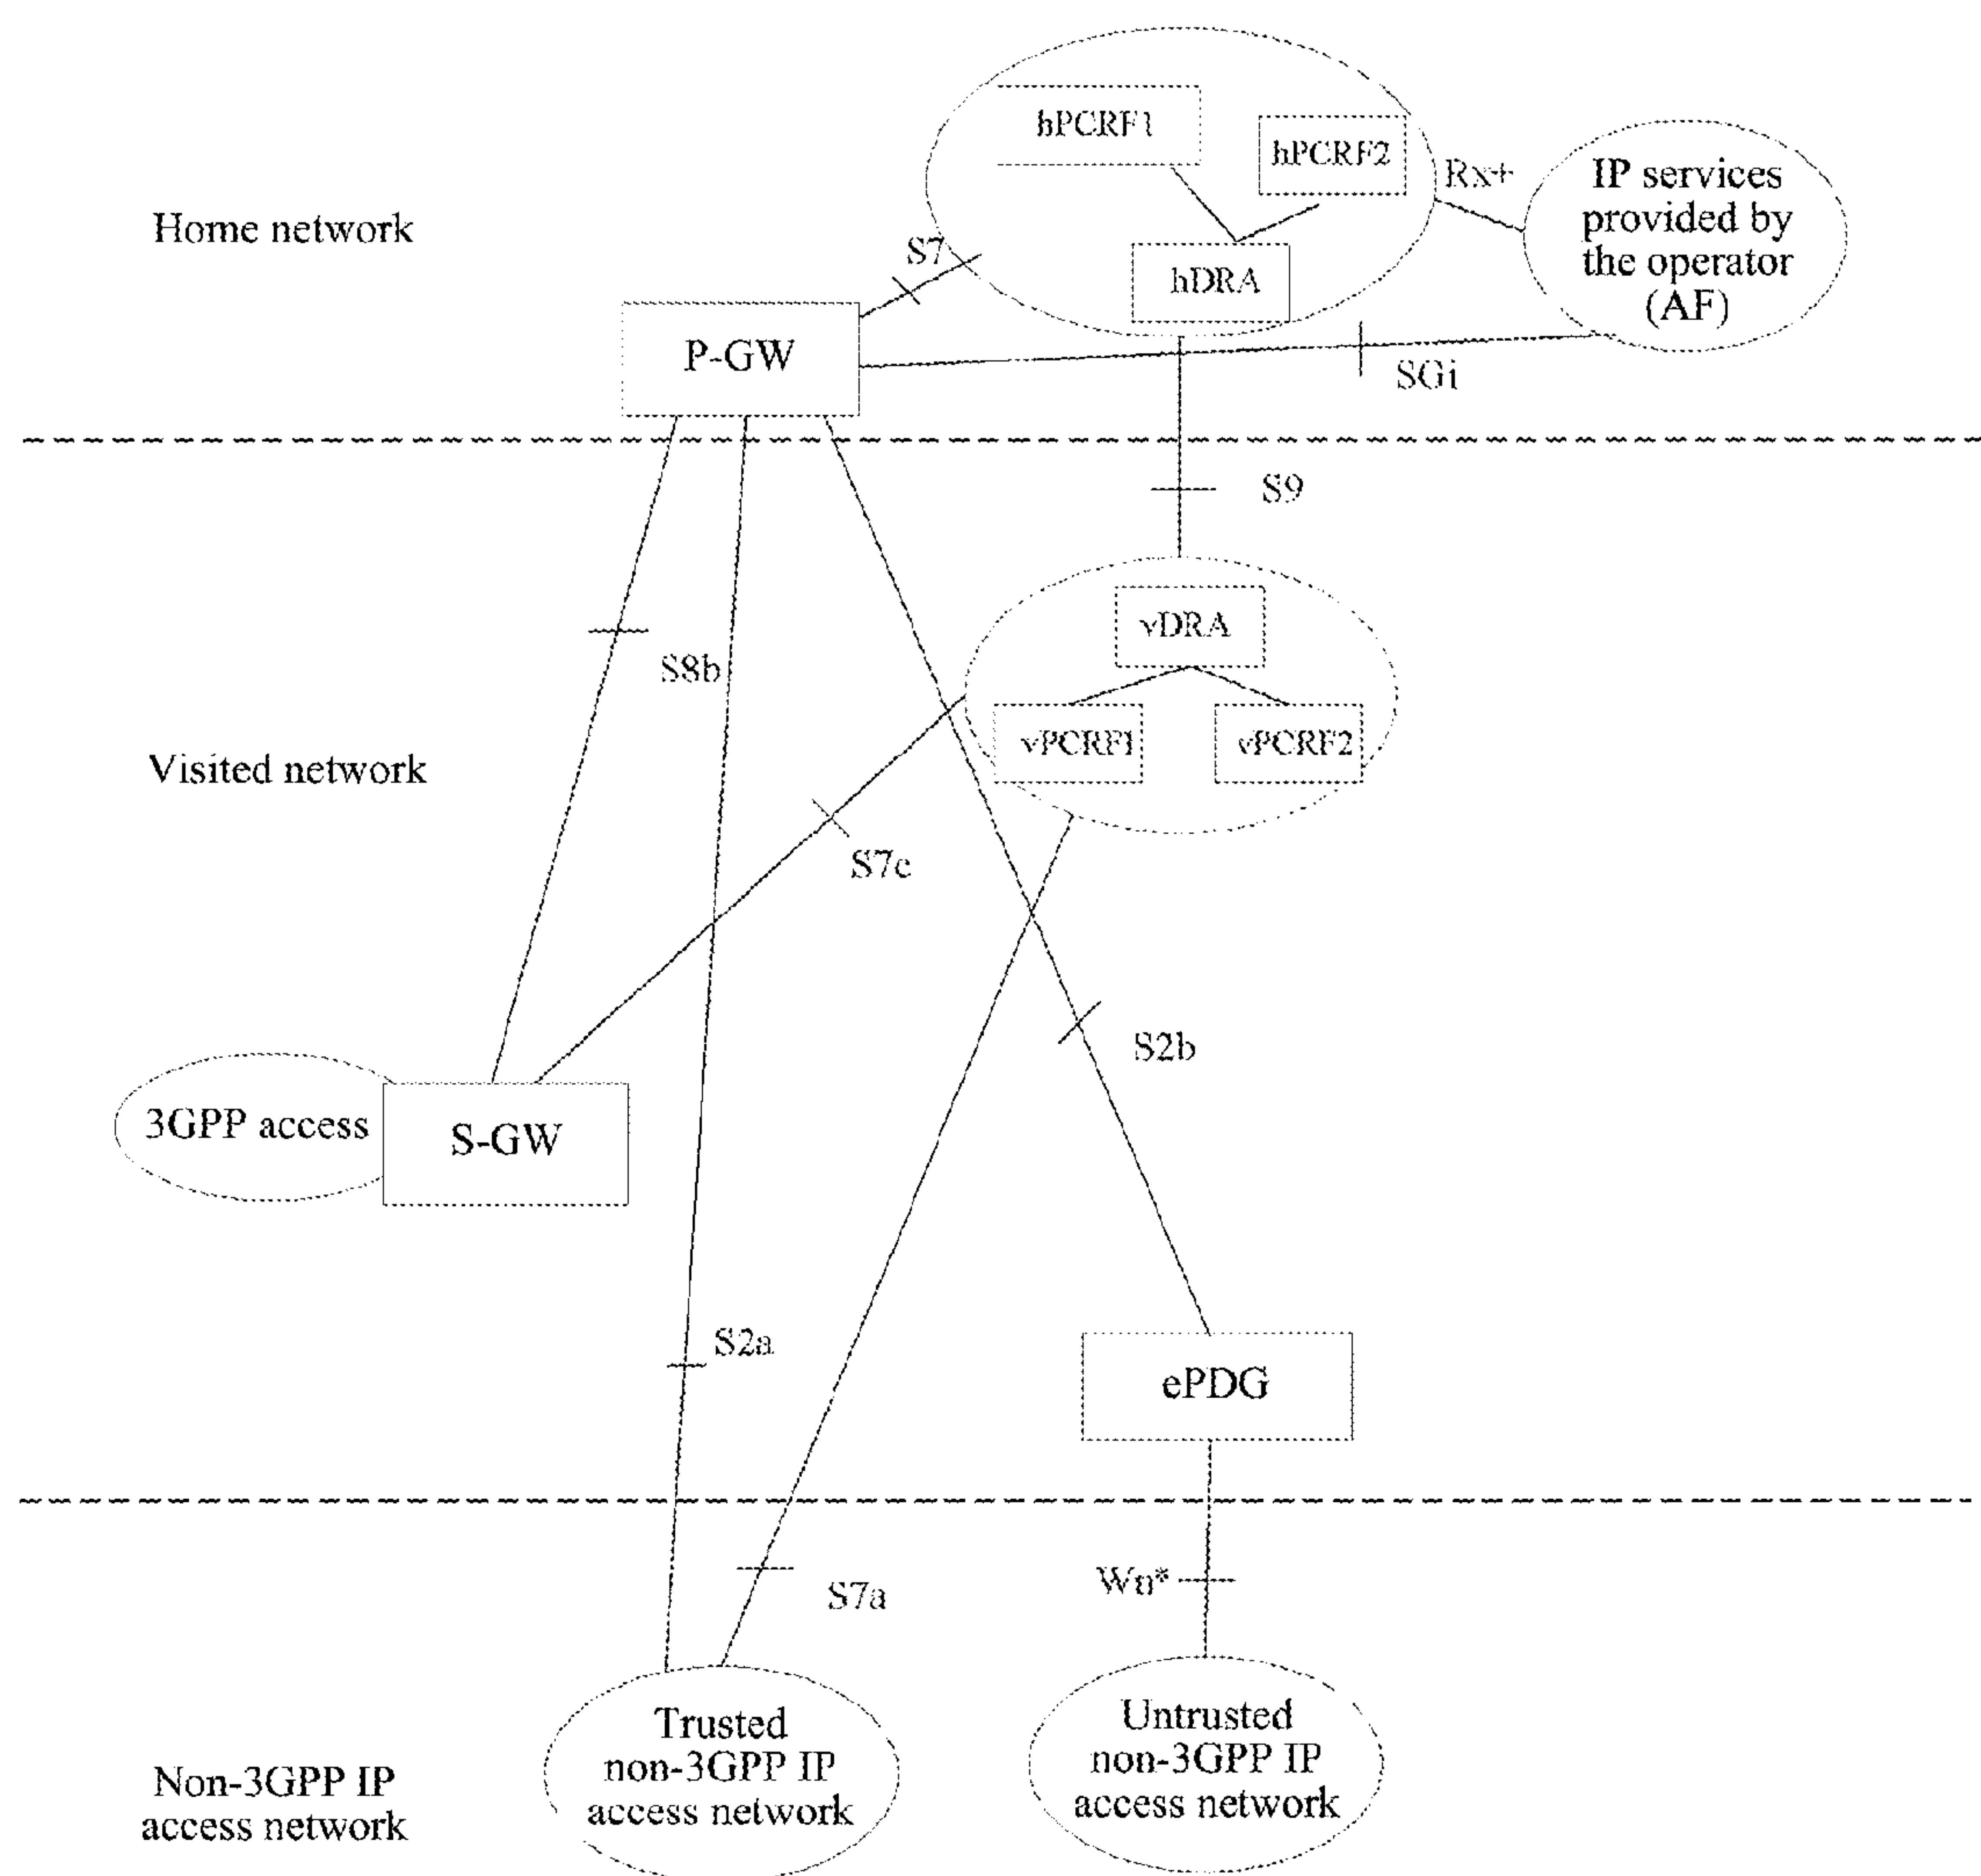 hPCRF1
hPCRF2
Rx+
IP services
provided by
the operator
(AF)
Home network
S7
hDRA
P-GW
SGi
S9
vDRA
S8b
vPCRF1
vPCRF2
Visited network
S7c
S2b
3GPP access
S-GW
S2a
ePDG
Wn*
S7a
Trusted
non-3GPP IP
access network
Untrusted
non-3GPP IP
access network
Non-3GPP IP
access network